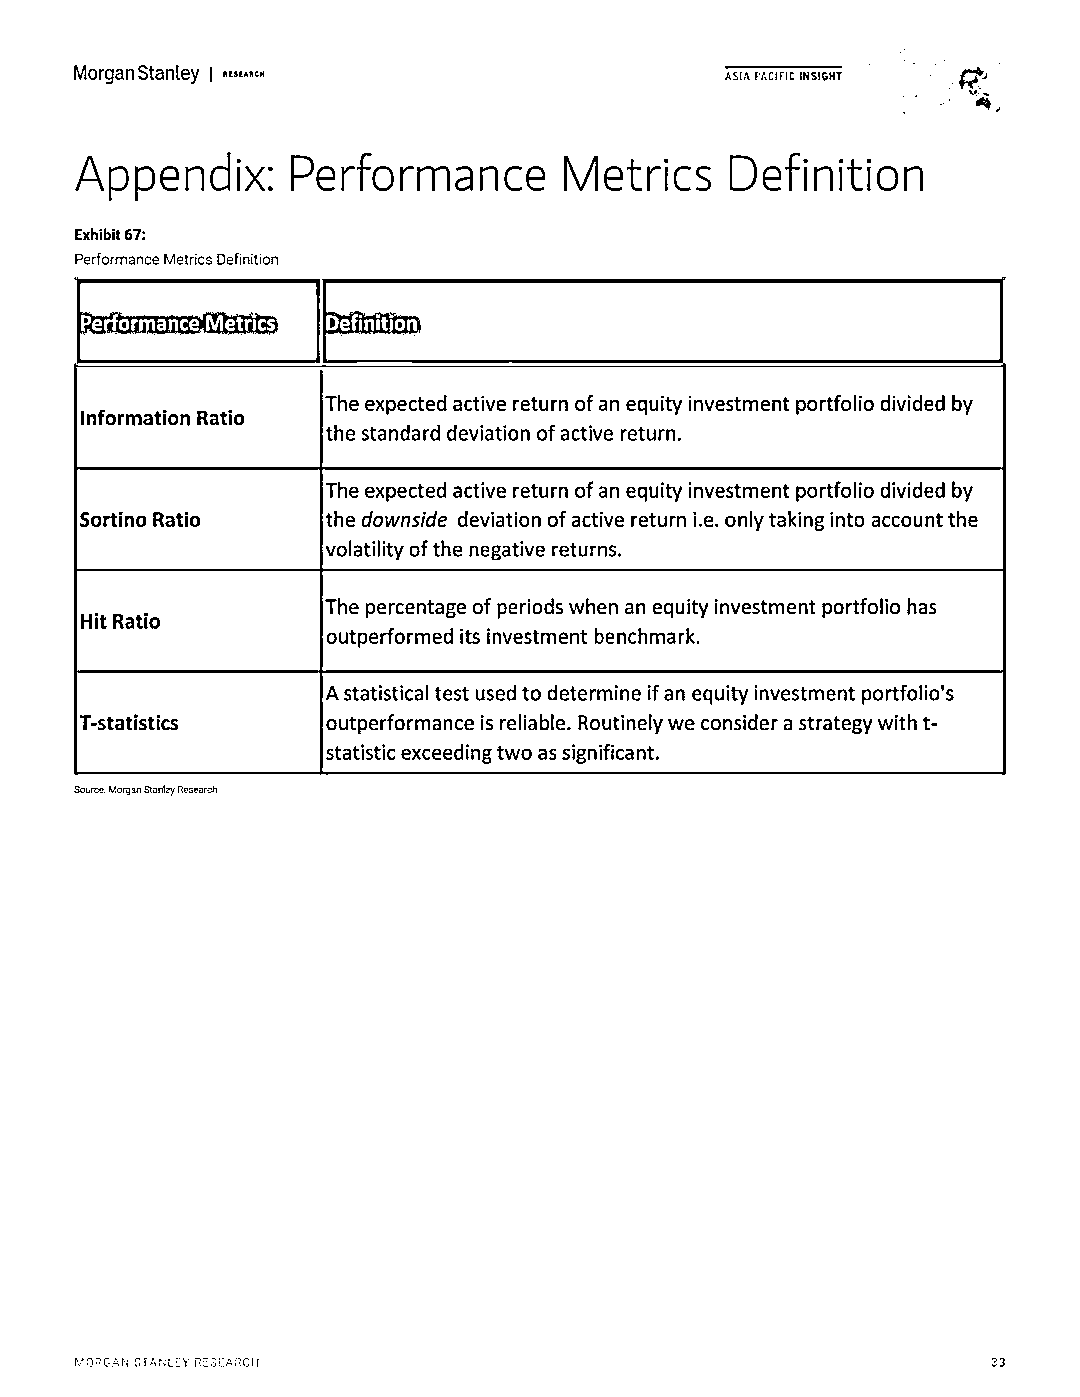 Morgan Stanley | RESEARCH
ASIA PACIFIC INSIGHT
Appendix: Performance Metrics Definition
Exhibit 67:
Performance Metrics Definition
Performance Metrics
Definition
Information Ratio
The expected active return of an equity investment portfolio divided by
the standard deviation of active return.
Sortino Ratio
The expected active return of an equity investment portfolio divided by
the downside deviation of active return i.e. only taking into account the
volatility of the negative returns.
Hit Ratio
The percentage of periods when an equity investment portfolio has
outperformed its investment benchmark.
T-statistics
A statistical test used to determine if an equity investment portfolio's
outperformance is reliable. Routinely we consider a strategy with t-
statistic exceeding two as significant.
Source: Morgan Stanley Research
MORGAN STANLEY RESEARCH
33